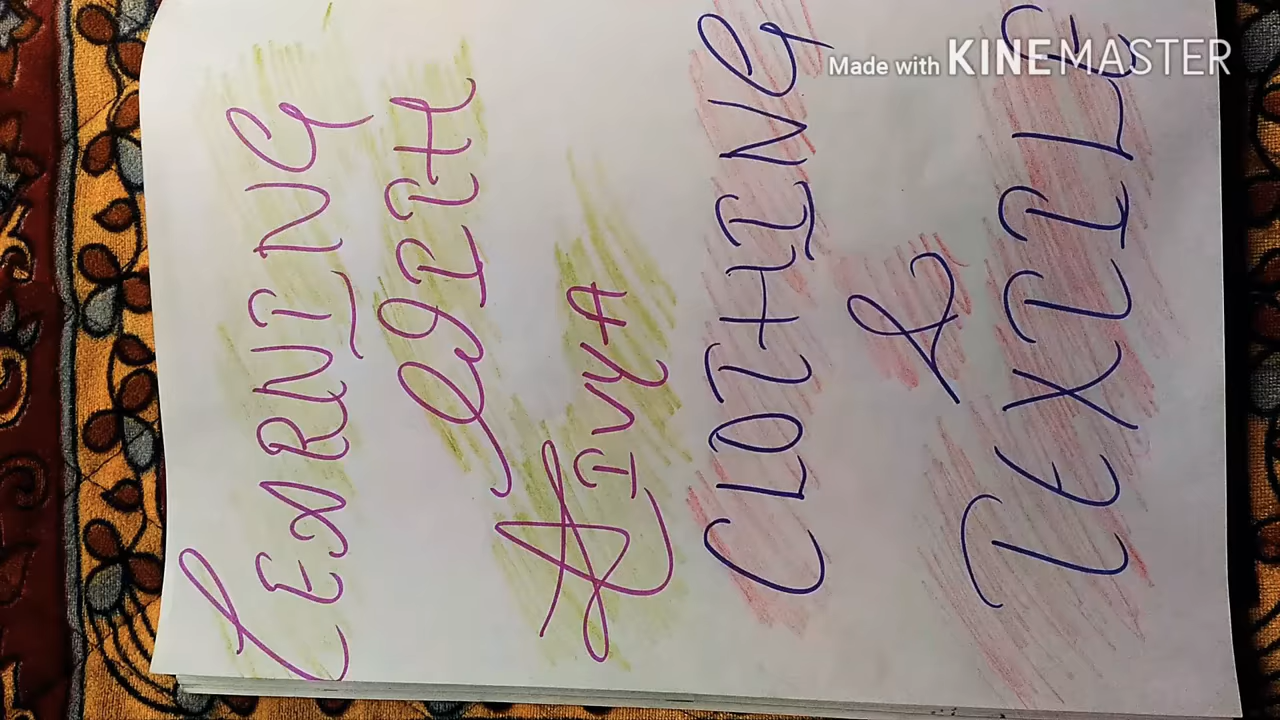 LEARNING
WITH
DIVYA
CLOTHING
&
TEXTILE
Made with KINEMASTER